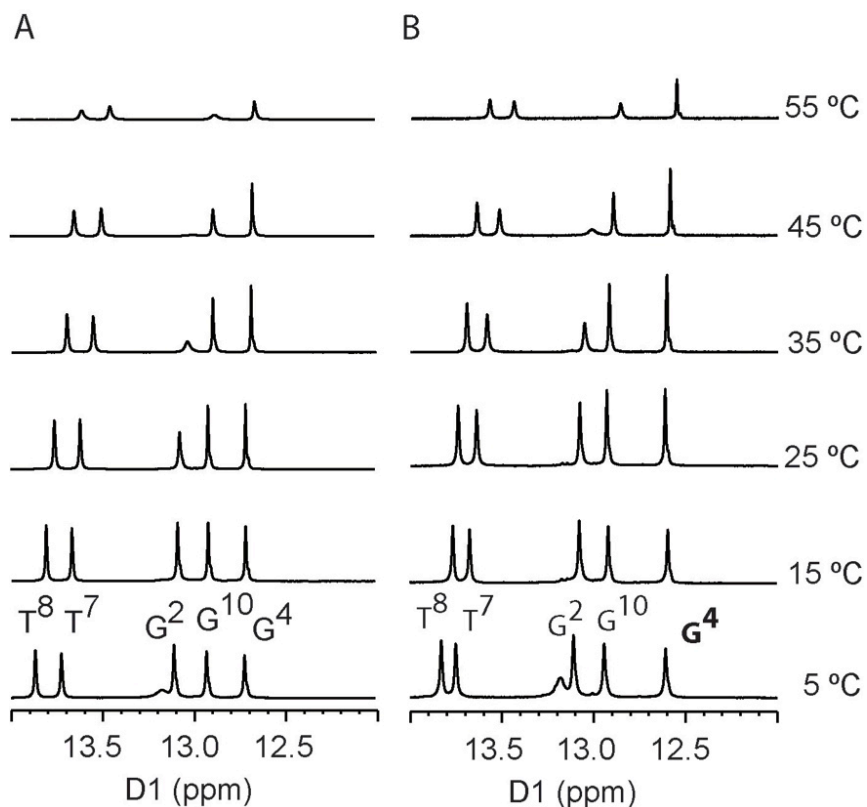 A B
55 ºC
45 ºC
35 ºC
25 ºC
15 ºC
T⁸ T⁷ G² G¹⁰ G⁴ T⁸ T⁷ G² G¹⁰ G⁴
5 ºC
13.5 13.0 12.5 13.5 13.0 12.5
D1 (ppm) D1 (ppm)